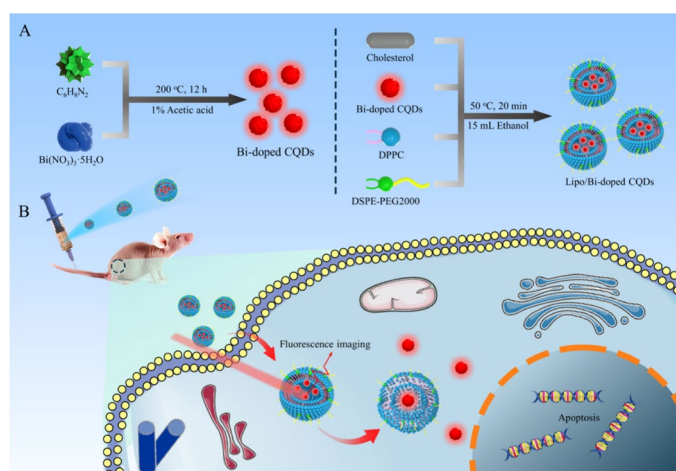 A
C₆H₈N₂
Bi(NO₃)₃·5H₂O
200 °C, 12 h
1% Acetic acid
Bi-doped CQDs
Cholesterol
Bi-doped CQDs
DPPC
DSPE-PEG2000
50 °C, 20 min
15 mL Ethanol
Lipo/Bi-doped CQDs
B
Fluorescence imaging
Apoptosis